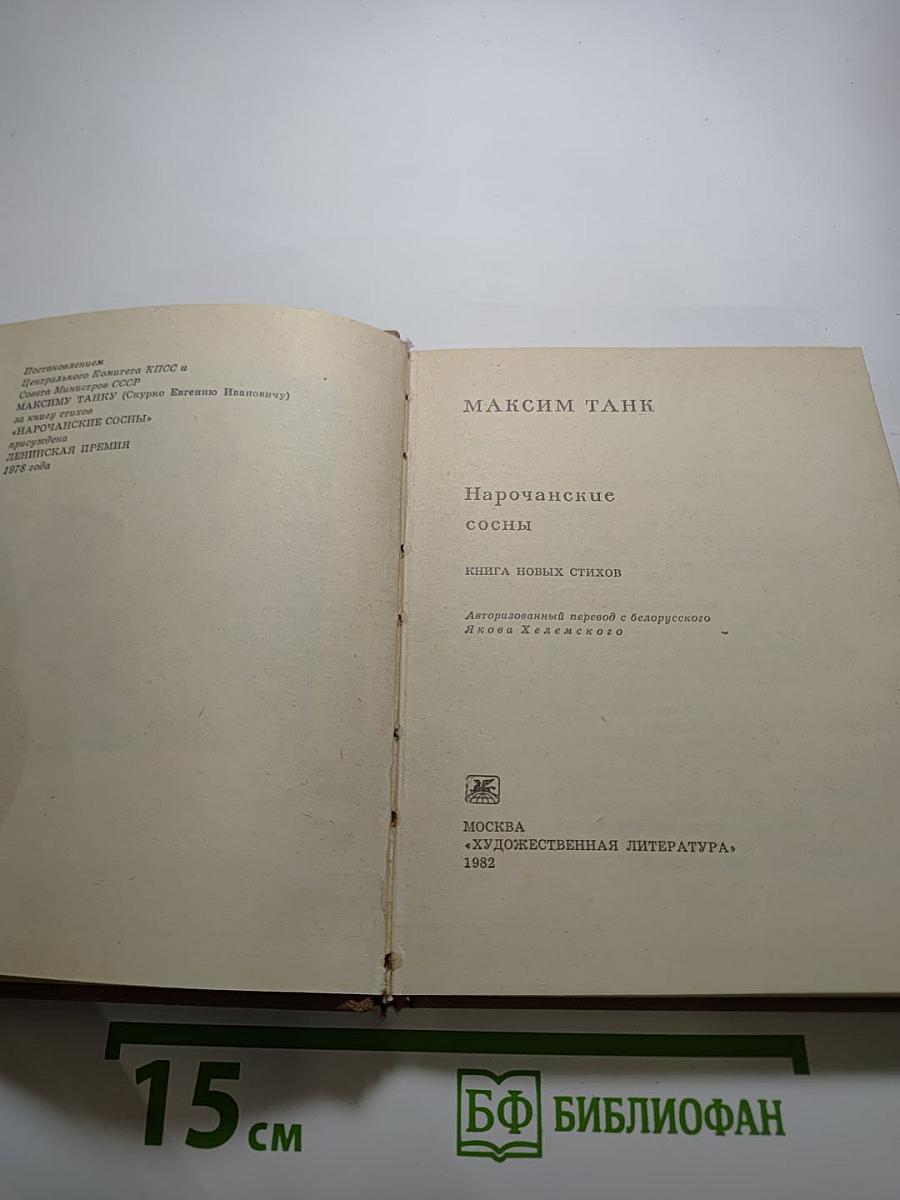 Постановлением
Центрального Комитета КПСС и
Совета Министров СССР
МАКСИМУ ТАНКУ (Скурко Евгению Ивановичу)
за книгу стихов
«НАРОЧАНСКИЕ СОСНЫ»
присуждена
ЛЕНИНСКАЯ ПРЕМИЯ
1978 года
МАКСИМ ТАНК
Нарочанские
сосны
КНИГА НОВЫХ СТИХОВ
Авторизованный перевод с белорусского
Якова Хелемского
МОСКВА
«ХУДОЖЕСТВЕННАЯ ЛИТЕРАТУРА»
1982
15 см
БФ БИБЛИОФАН